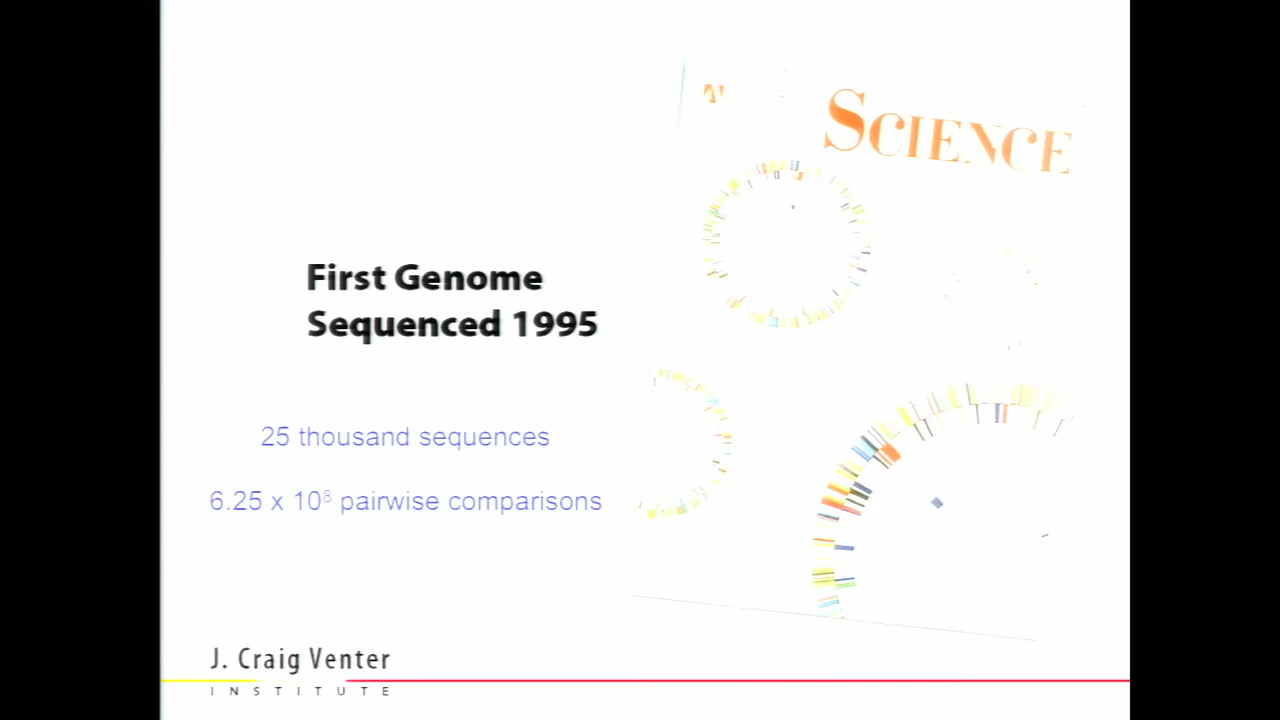 SCIENCE
First Genome
Sequenced 1995
25 thousand sequences
6.25 x 10⁸ pairwise comparisons
J. Craig Venter
INSTITUTE